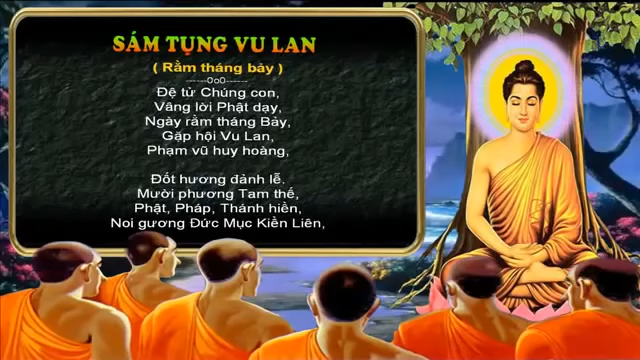 SÁM TỤNG VU LAN
( Rằm tháng bảy )
------0o0------
Đệ tử Chúng con,
Vâng lời Phật dạy,
Ngày rằm tháng Bảy,
Gặp hội Vu Lan,
Phạm vũ huy hoàng,
Đốt hương đảnh lễ.
Mười phương Tam thế,
Phật, Pháp, Thánh hiền,
Noi gương Đức Mục Kiền Liên,